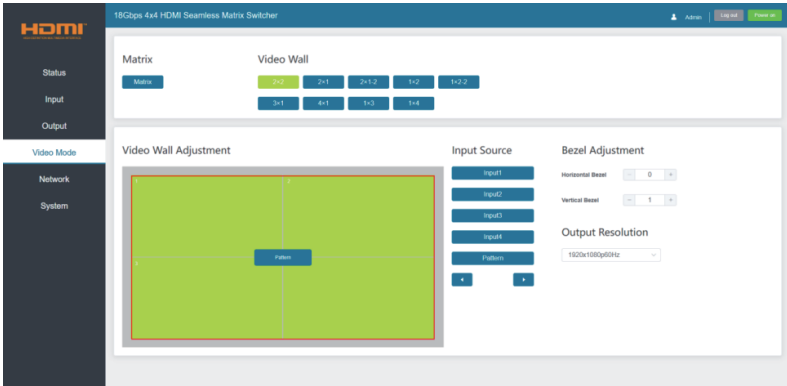 HDMI
18Gbps 4x4 HDMI Seamless Matrix Switcher
Admin
Log out
Power on
Status
Input
Output
Video Mode
Network
System
Matrix
Matrix
Video Wall
2×2
2×1
2×1-2
1×2
1×2-2
3×1
4×1
1×3
1×4
Video Wall Adjustment
Pattern
Input Source
Input1
Input2
Input3
Input4
Pattern
Bezel Adjustment
Horizontal Bezel
- 0 +
Vertical Bezel
- 1 +
Output Resolution
1920x1080p60Hz